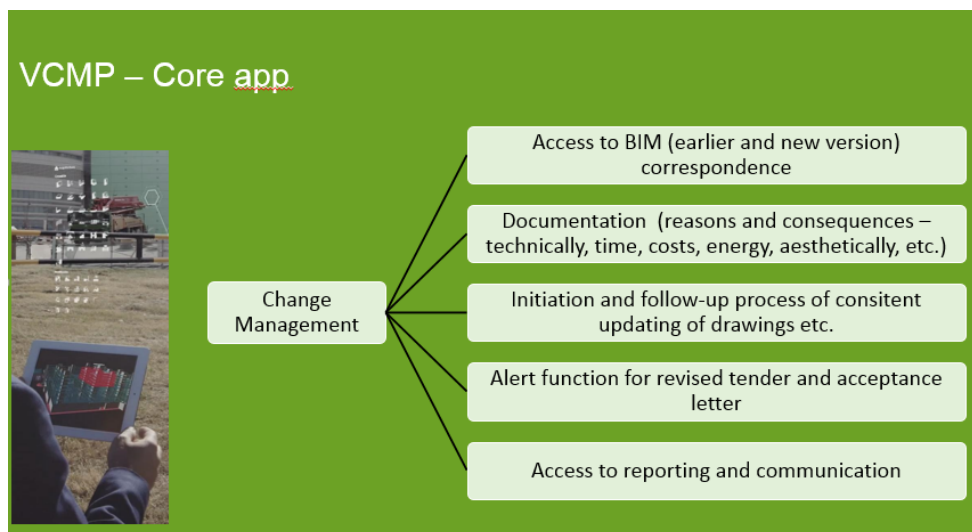 VCMP – Core app
Change
Management
Access to BIM (earlier and new version)
correspondence
Documentation  (reasons and consequences –
technically, time, costs, energy, aesthetically, etc.)
Initiation and follow-up process of consitent
updating of drawings etc.
Alert function for revised tender and acceptance
letter
Access to reporting and communication